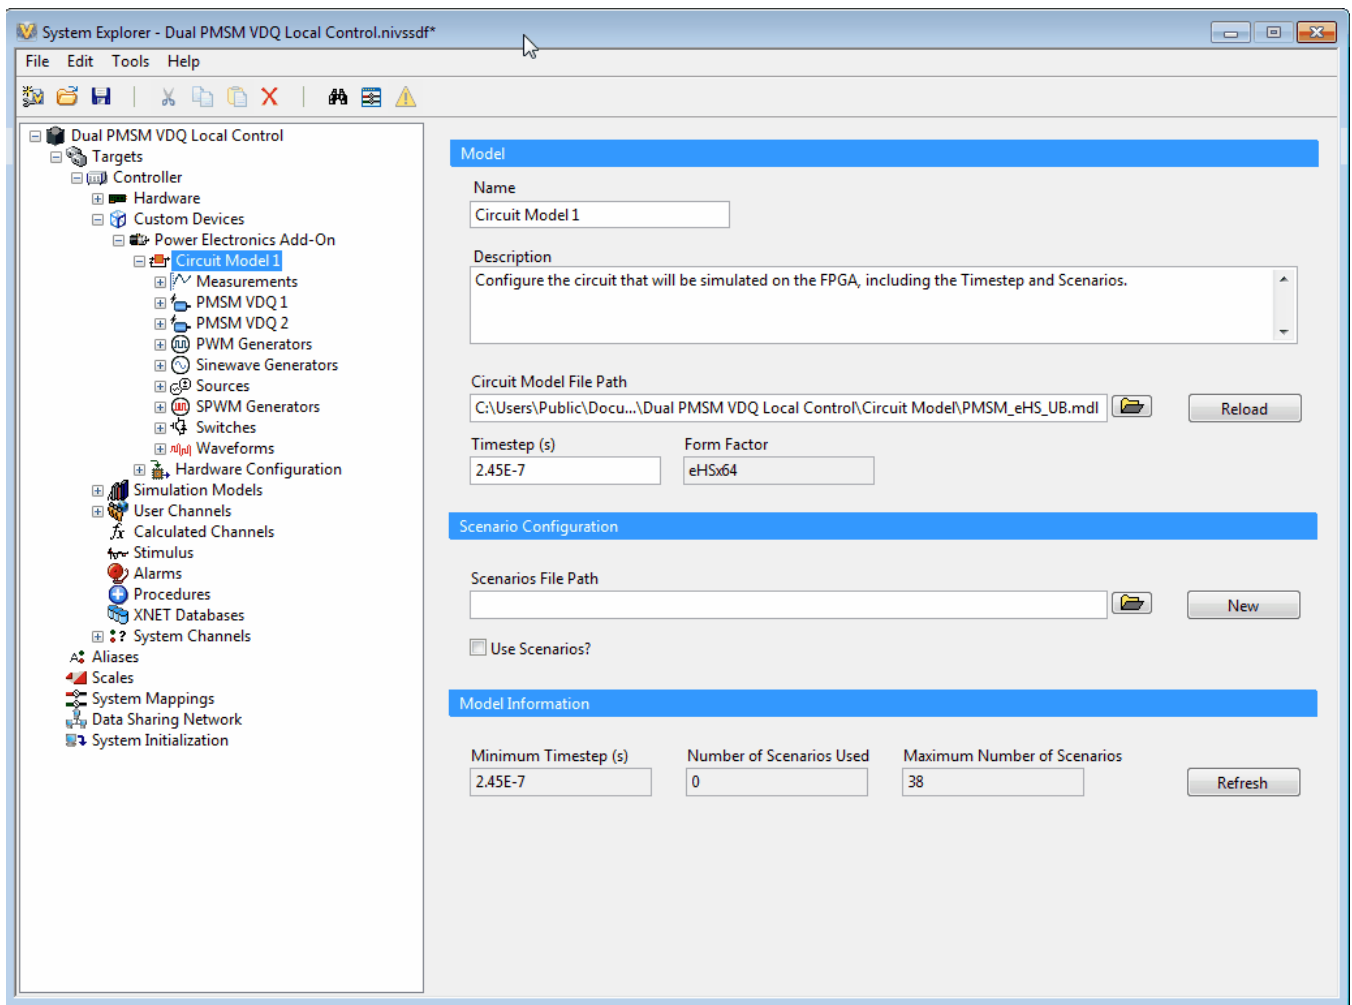 System Explorer - Dual PMSM VDQ Local Control.nivssdf*
File Edit Tools Help
Dual PMSM VDQ Local Control
Targets
Controller
Hardware
Custom Devices
Power Electronics Add-On
Circuit Model 1
Measurements
PMSM VDQ 1
PMSM VDQ 2
PWM Generators
Sinewave Generators
Sources
SPWM Generators
Switches
Waveforms
Hardware Configuration
Simulation Models
User Channels
Calculated Channels
Stimulus
Alarms
Procedures
XNET Databases
System Channels
Aliases
Scales
System Mappings
Data Sharing Network
System Initialization
Model
Name
Circuit Model 1
Description
Configure the circuit that will be simulated on the FPGA, including the Timestep and Scenarios.
Circuit Model File Path
C:\Users\Public\Docu...\Dual PMSM VDQ Local Control\Circuit Model\PMSM_eHS_UB.mdl Reload
Timestep (s) Form Factor
2.45E-7 eHSx64
Scenario Configuration
Scenarios File Path
New
Use Scenarios?
Model Information
Minimum Timestep (s) Number of Scenarios Used Maximum Number of Scenarios
2.45E-7 0 38 Refresh